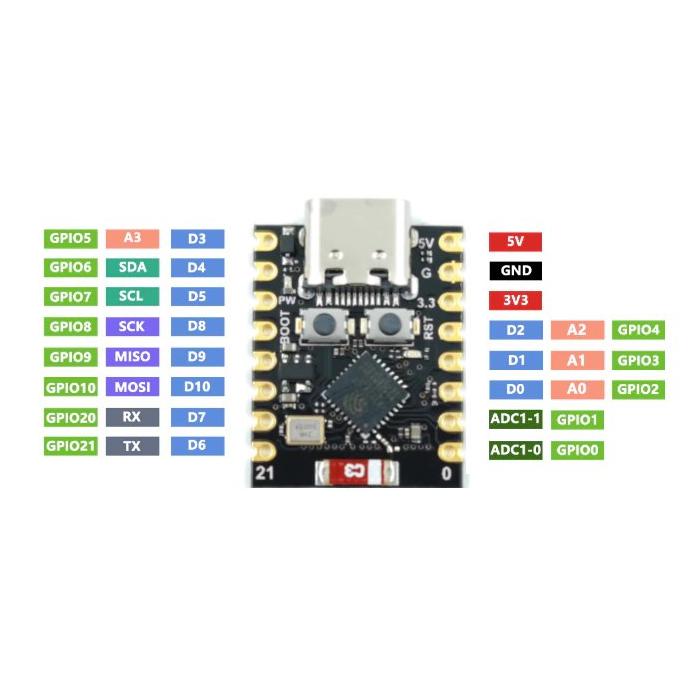 GPIO5 A3 D3 5V 5V
GPIO6 SDA D4 G GND
GPIO7 SCL D5 PW 3.3 3V3
GPIO8 SCK D8 BOOT RST D2 A2 GPIO4
GPIO9 MISO D9 D1 A1 GPIO3
GPIO10 MOSI D10 D0 A0 GPIO2
GPIO20 RX D7 ADC1-1 GPIO1
GPIO21 TX D6 ADC1-0 GPIO0
21 C3 0